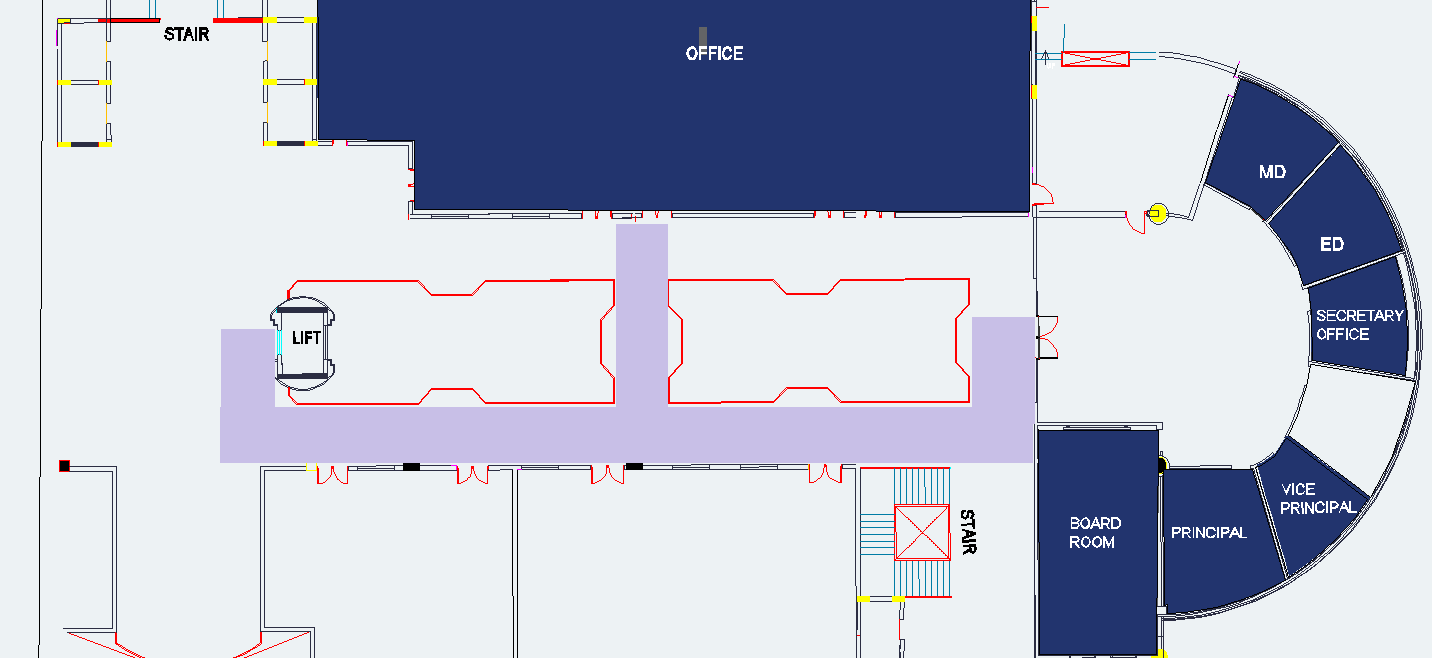 STAIR
OFFICE
MD
ED
SECRETARY
OFFICE
LIFT
VICE
PRINCIPAL
STAIR
BOARD
ROOM
PRINCIPAL